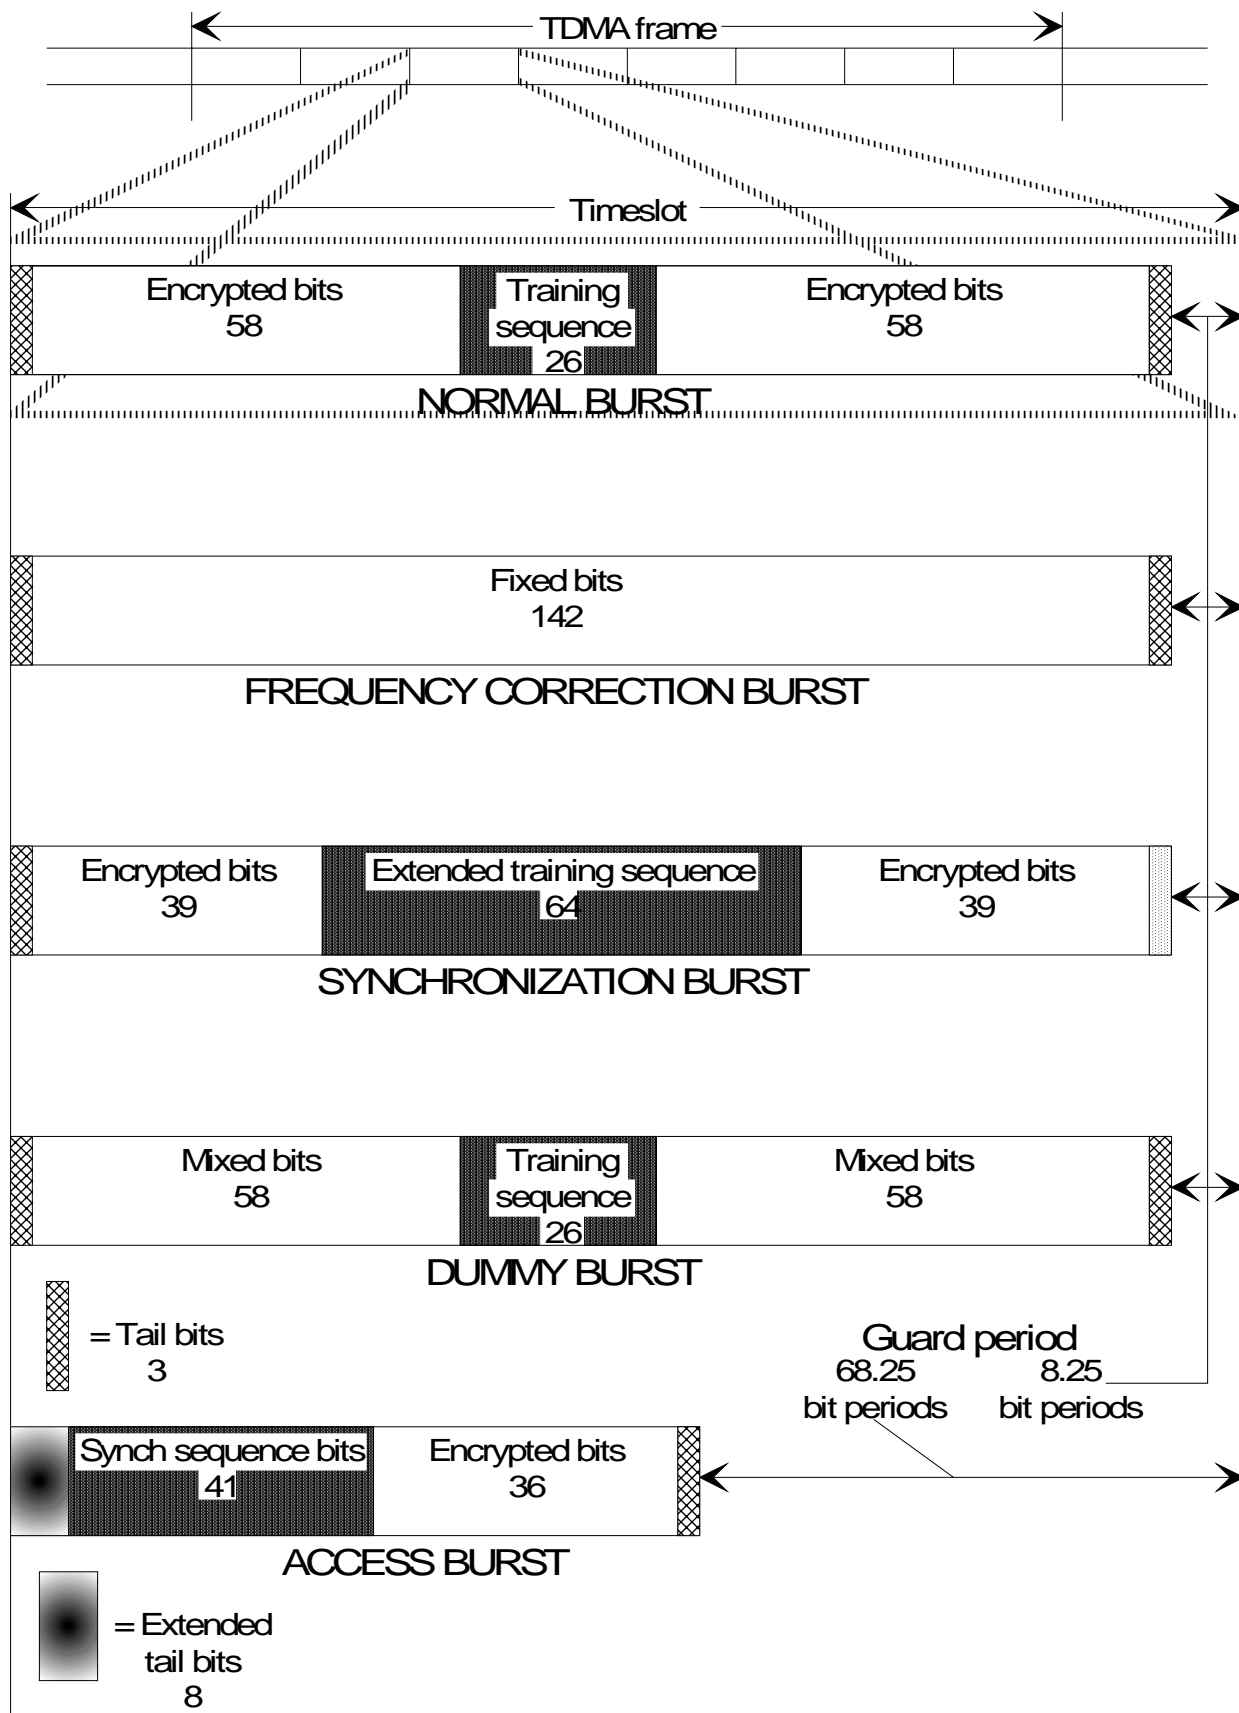 TDMA frame
Timeslot
Encrypted bits
58
Training
sequence
26
Encrypted bits
58
NORMAL BURST
Fixed bits
142
FREQUENCY CORRECTION BURST
Encrypted bits
39
Extended training sequence
64
Encrypted bits
39
SYNCHRONIZATION BURST
Mixed bits
58
Training
sequence
26
Mixed bits
58
DUMMY BURST
= Tail bits
3
Guard period
68.25
bit periods
8.25
bit periods
Synch sequence bits
41
Encrypted bits
36
ACCESS BURST
= Extended
tail bits
8